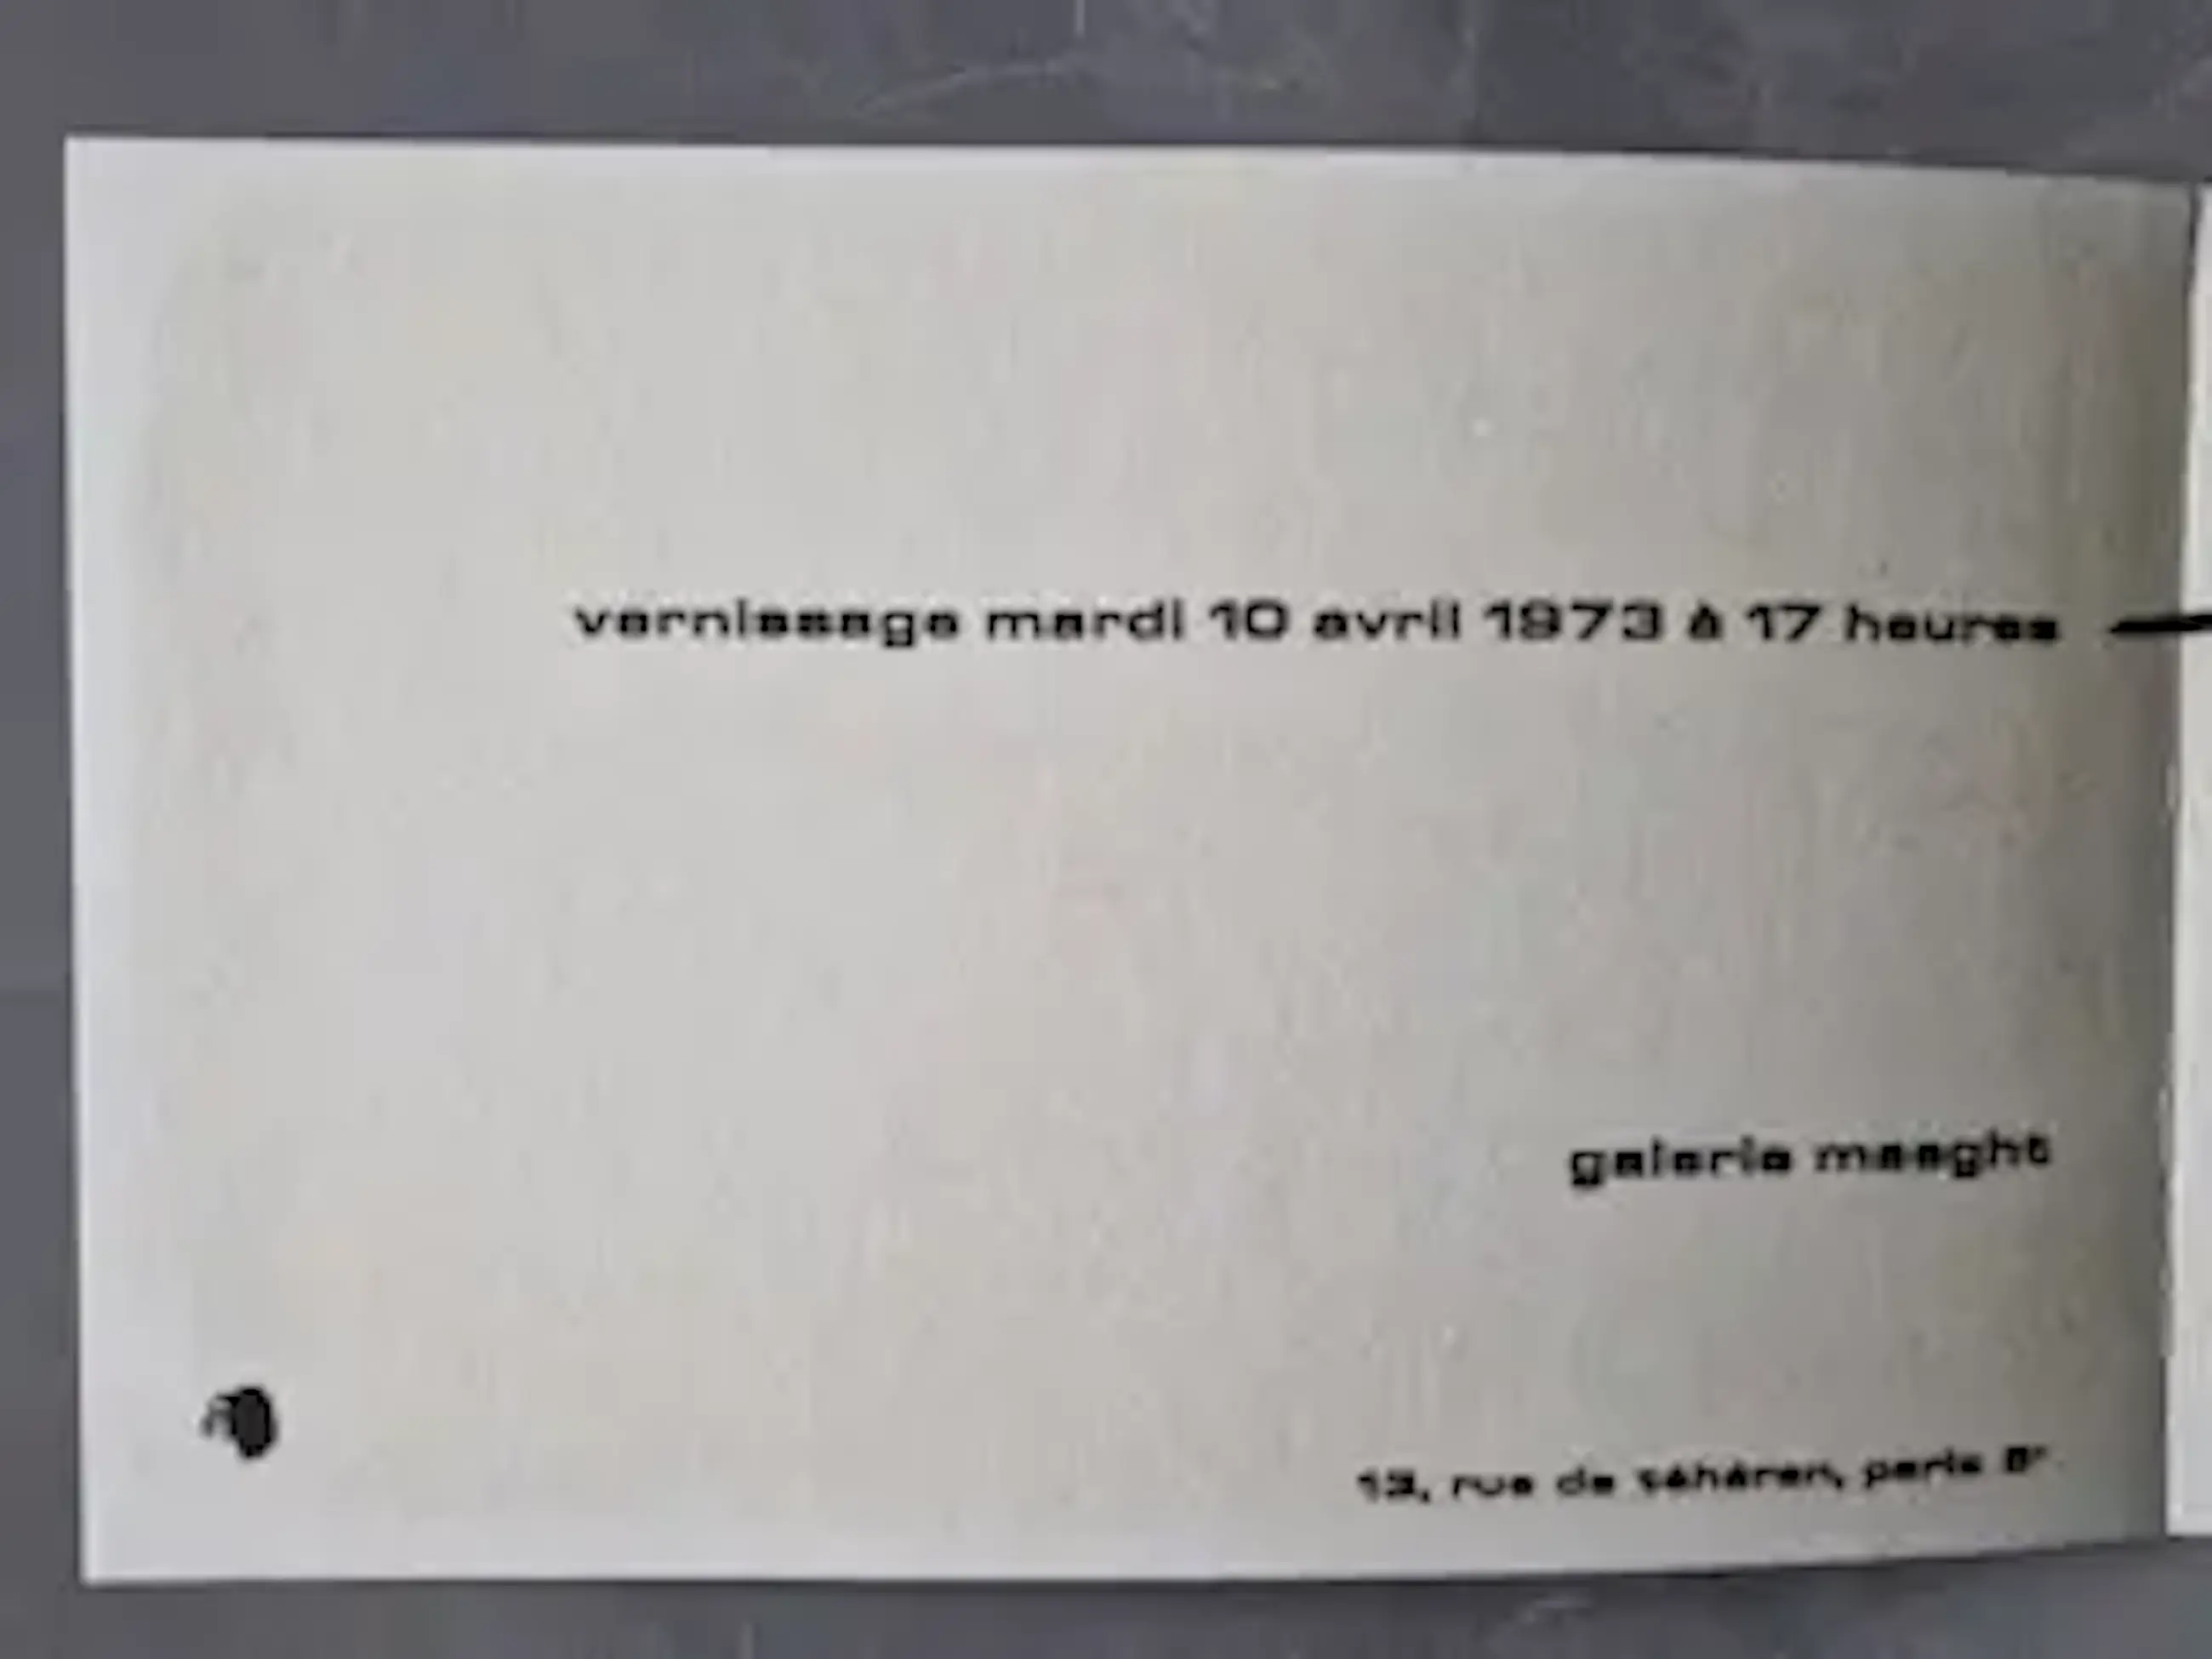 vernissage mardi 10 avril 1973 à 17 heures
galerie maeght
13, rue de téhéran, paris 8e